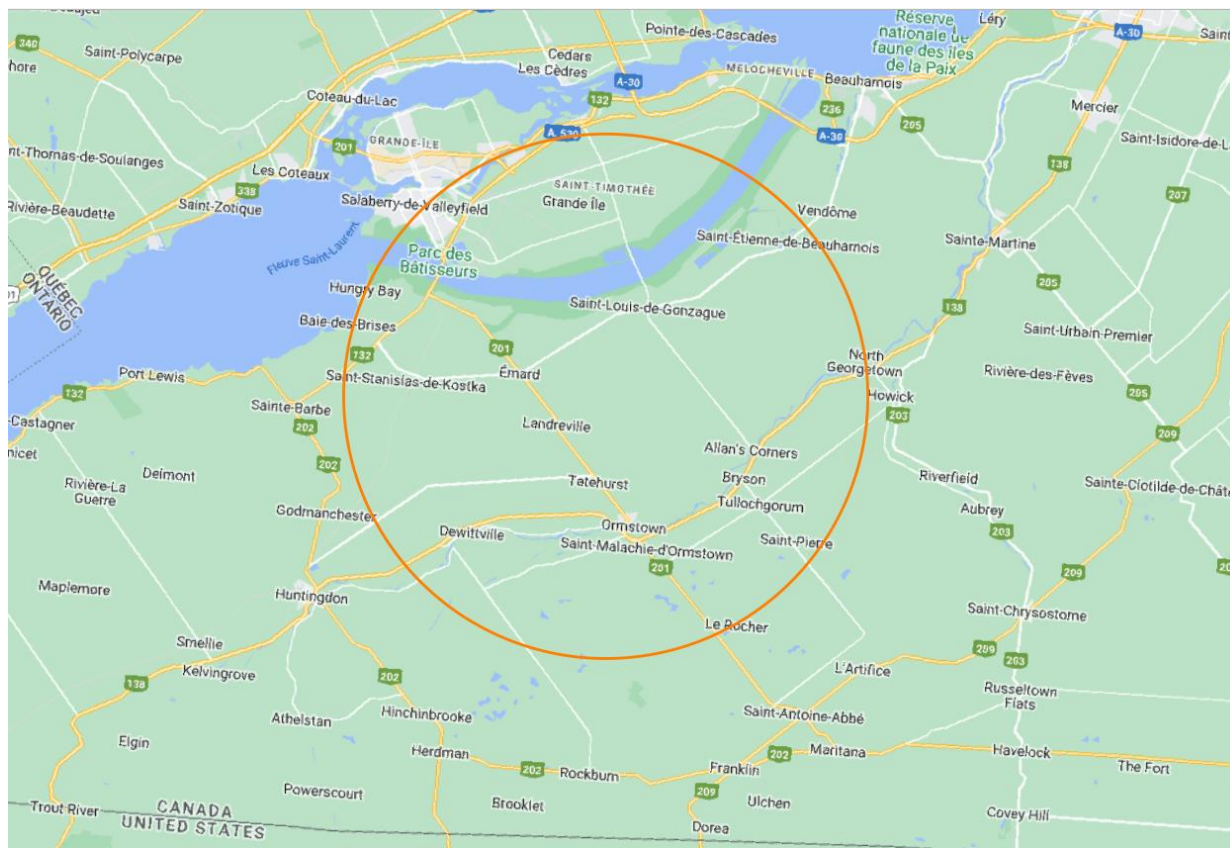 Beaujeu
340
Saint-Polycarpe
Cedars
Les Cèdres
Pointe-des-Cascades
Réserve
nationale de
faune des îles
de la Paix
Léry
A-30
Saint
phore
Coteau-du-Lac
A-30
132
MELOCHEVILLE
Beauharnois
236
A-30
205
Mercier
GRANDE-ÎLE
201
A. 530
Saint-Isidore-de-L
nt-Thomas-de-Soulanges
Les Coteaux
338
138
Rivière-Beaudette
Saint-Zotique
Salaberry-de-Valleyfield
SAINT-TIMOTHÉE
Grande Île
Vendôme
207
Fleuve Saint-Laurent
Parc des
Bâtisseurs
Saint-Étienne-de-Beauharnois
Sainte-Martine
QUÉBEC
ONTARIO
01
Hungry Bay
205
Saint-Louis-de-Gonzague
138
Baie-des-Brises
Saint-Urbain-Premier
132
201
North
Georgetown
Port Lewis
Saint-Stanislas-de-Kostka
Émard
Rivière-des-Fèves
132
Sainte-Barbe
Howick
205
-Castagner
202
Landreville
203
209
nicet
202
Allan's Corners
Delmont
Rivière-La
Guerre
Tatehurst
Bryson
Riverfield
Sainte-Clotilde-de-Châte
Godmanchester
Tullochgorum
Aubrey
Dewittville
Ormstown
203
Saint-Malachie-d'Ormstown
Saint-Pierre
201
209
20
Maplemore
Huntingdon
Saint-Chrysostome
Smellie
Le Rocher
209
203
Kelvingrove
138
202
L'Artifice
Russeltown
Flats
Athelstan
Hinchinbrooke
Saint-Antoine-Abbé
Elgin
Herdman
202
Rockburn
Franklin
202
Maritana
Havelock
The Fort
Powerscourt
Brooklet
209
Ulchen
Trout River
CANADA
UNITED STATES
Dorea
Covey Hill